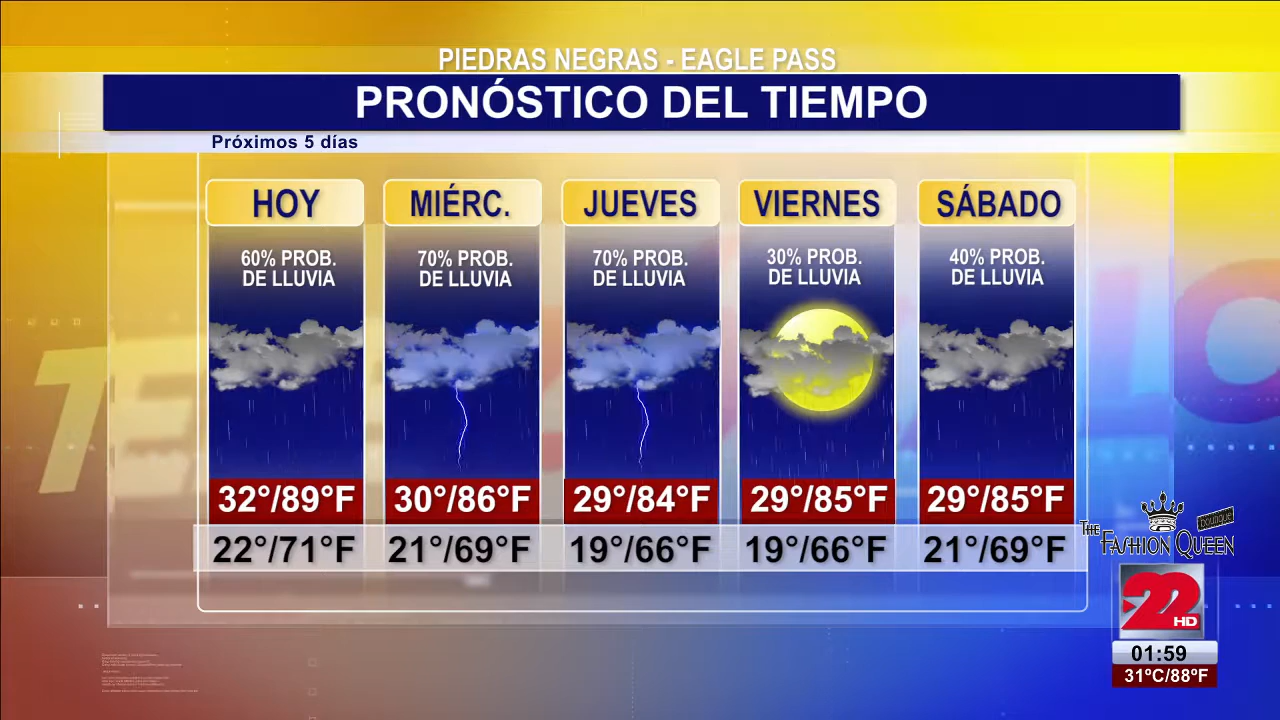 PIEDRAS NEGRAS - EAGLE PASS
PRONÓSTICO DEL TIEMPO
Próximos 5 días
HOY
60% PROB.
DE LLUVIA
32°/89°F
22°/71°F
MIÉRC.
70% PROB.
DE LLUVIA
30°/86°F
21°/69°F
JUEVES
70% PROB.
DE LLUVIA
29°/84°F
19°/66°F
VIERNES
30% PROB.
DE LLUVIA
29°/85°F
19°/66°F
SÁBADO
40% PROB.
DE LLUVIA
29°/85°F
21°/69°F
boutique
THE FASHION QUEEN
22 HD
01:59
31ºC/88ºF